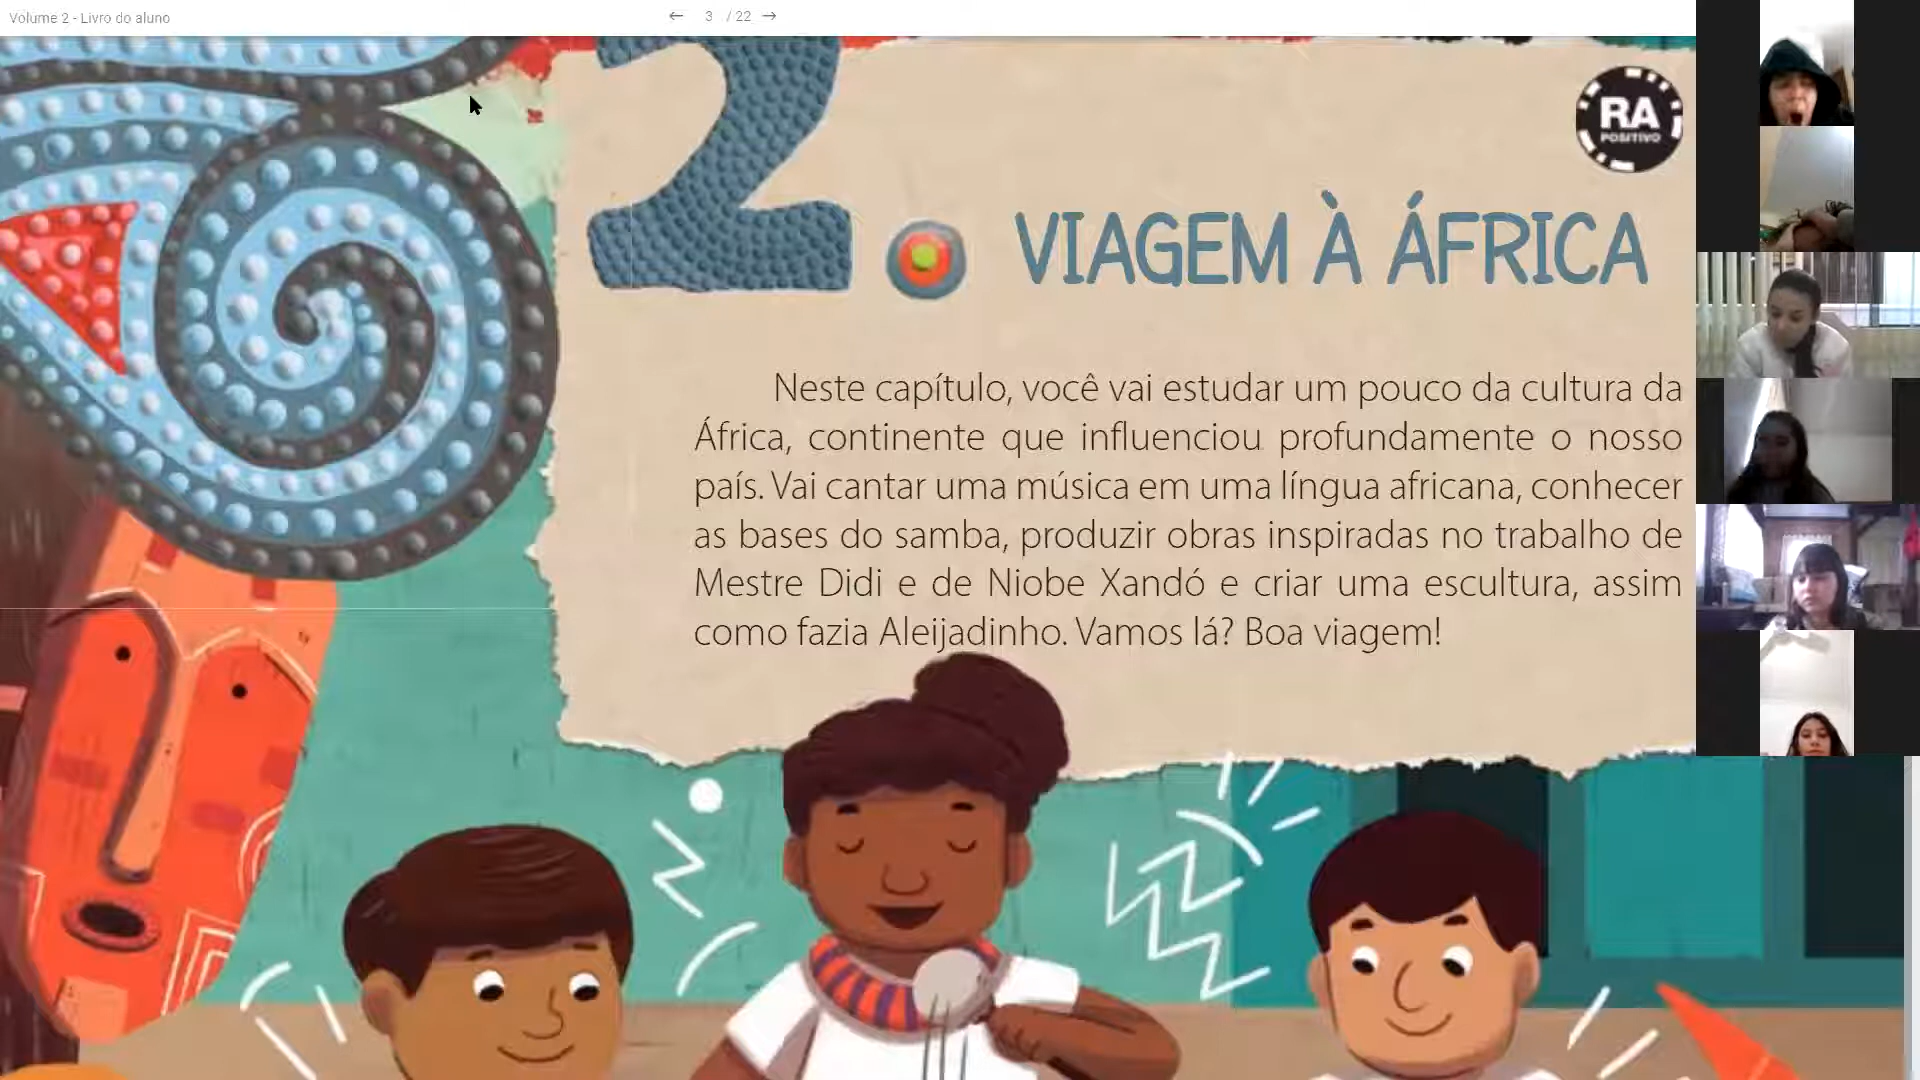 Volume 2 - Livro do aluno
← 3 / 22 →
RA
POSITIVO
2. VIAGEM À ÁFRICA
Neste capítulo, você vai estudar um pouco da cultura da
África, continente que influenciou profundamente o nosso
país. Vai cantar uma música em uma língua africana, conhecer
as bases do samba, produzir obras inspiradas no trabalho de
Mestre Didi e de Niobe Xandó e criar uma escultura, assim
como fazia Aleijadinho. Vamos lá? Boa viagem!